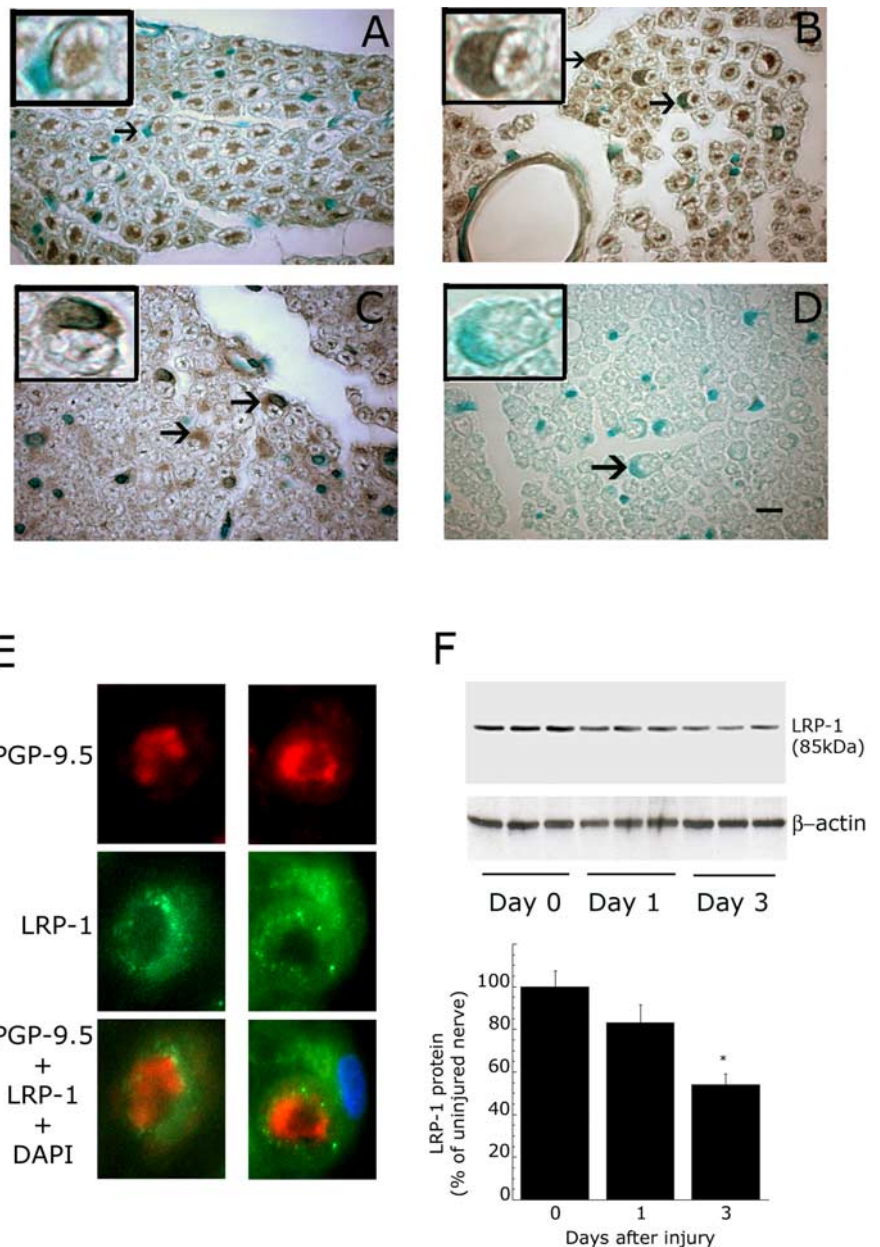 A
B
C
D
E
F
PGP-9.5
LRP-1
PGP-9.5
+
LRP-1
+
DAPI
LRP-1
(85kDa)
β-actin
Day 0 Day 1 Day 3
LRP-1 protein
(% of uninjured nerve)
100
80
60
40
20
0
*
0 1 3
Days after injury